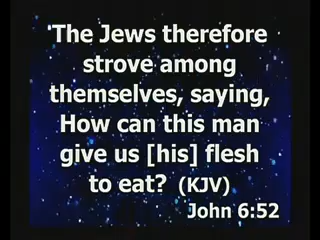 The Jews therefore
strove among
themselves, saying,
How can this man
give us [his] flesh
to eat? (KJV)
John 6:52